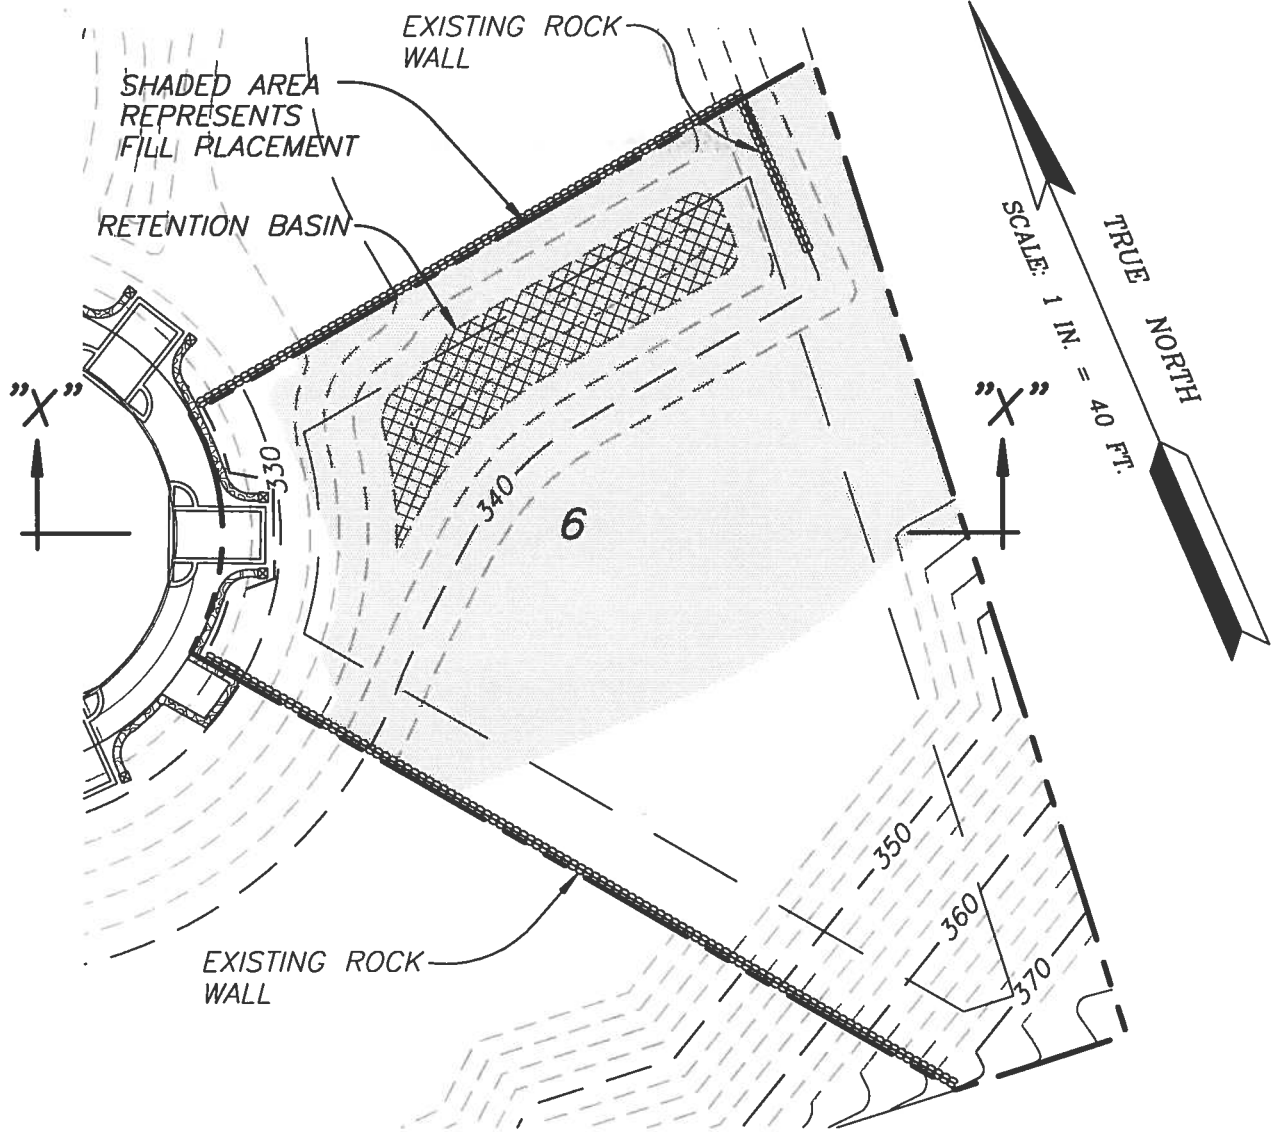 EXISTING ROCK
WALL
SHADED AREA
REPRESENTS
FILL PLACEMENT
RETENTION BASIN
TRUE NORTH
SCALE: 1 IN. = 40 FT.
"X"
"X"
330
340
6
350
360
370
EXISTING ROCK
WALL